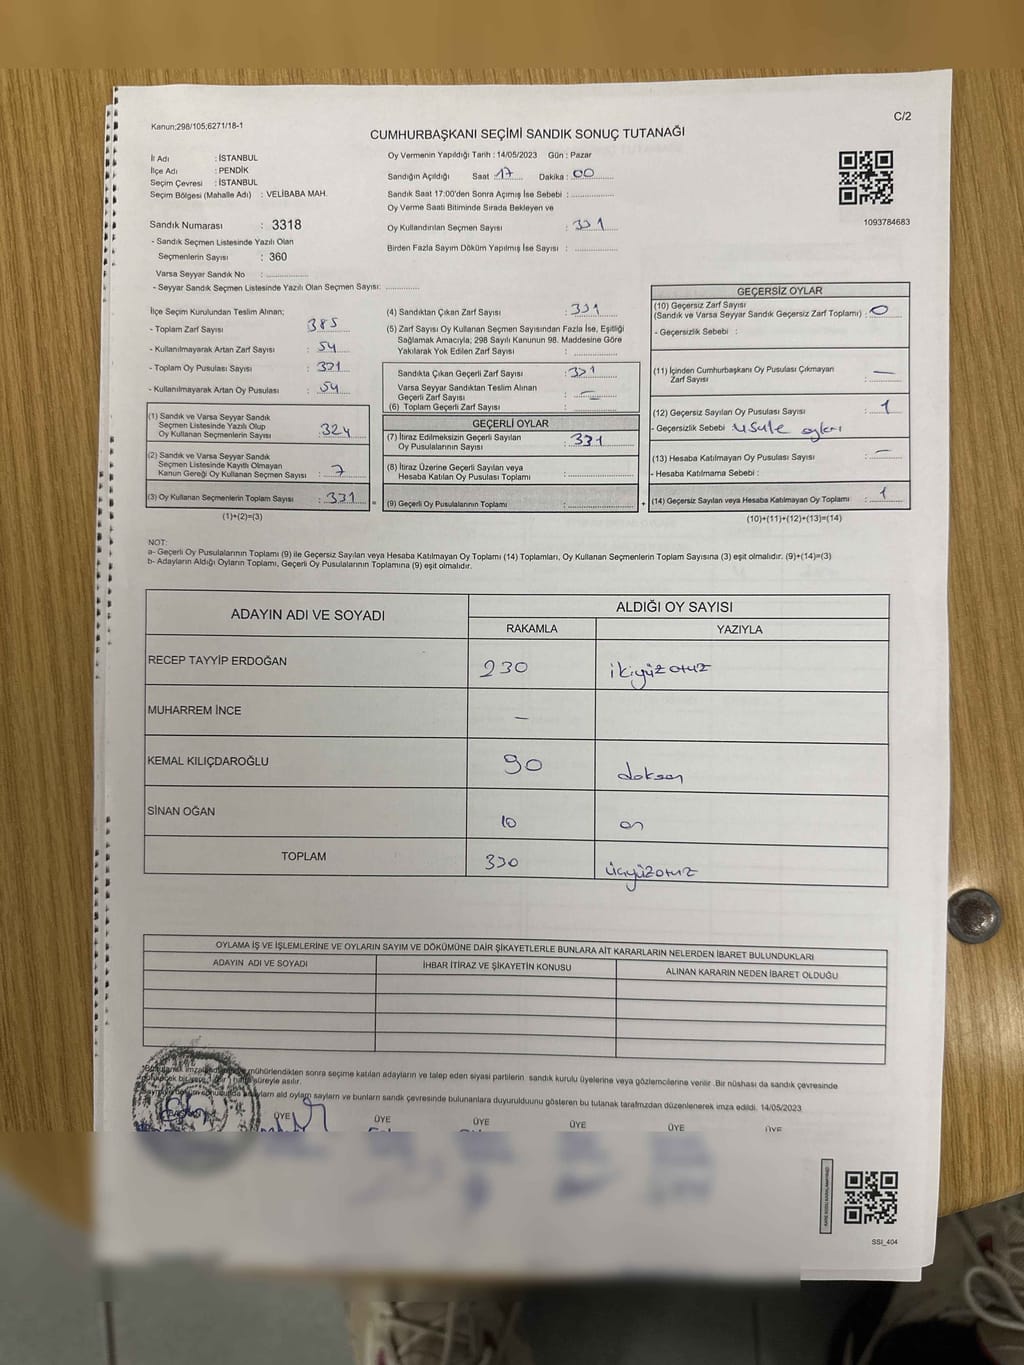 Kanun;298/105;6271/18-1
C/2
CUMHURBAŞKANI SEÇİMİ SANDIK SONUÇ TUTANAĞI
İl Adı : İSTANBUL
İlçe Adı : PENDİK
Seçim Çevresi : İSTANBUL
Seçim Bölgesi (Mahalle Adı) : VELİBABA MAH.
Oy Vermenin Yapıldığı Tarih : 14/05/2023 Gün : Pazar
Sandığın Açıldığı Saat 17 Dakika : 00
Sandık Saat 17:00'den Sonra Açımış İse Sebebi :
Oy Verme Saati Bitiminde Sırada Bekleyen ve
Oy Kullandırılan Seçmen Sayısı : 331
Birden Fazla Sayım Döküm Yapılmış İse Sayısı :
1093784683
Sandık Numarası : 3318
- Sandık Seçmen Listesinde Yazılı Olan
Seçmenlerin Sayısı : 360
Varsa Seyyar Sandık No :
- Seyyar Sandık Seçmen Listesinde Yazılı Olan Seçmen Sayısı:
İlçe Seçim Kurulundan Teslim Alınan;
- Toplam Zarf Sayısı : 385
- Kullanılmayarak Artan Zarf Sayısı : 54
- Toplam Oy Pusulası Sayısı : 331
- Kullanılmayarak Artan Oy Pusulası : 54
(1) Sandık ve Varsa Seyyar Sandık
Seçmen Listesinde Yazılı Olup
Oy Kullanan Seçmenlerin Sayısı : 324
(2) Sandık ve Varsa Seyyar Sandık
Seçmen Listesinde Kayıtlı Olmayan
Kanun Gereği Oy Kullanan Seçmen Sayısı : 7
(3) Oy Kullanan Seçmenlerin Toplam Sayısı : 331
(1)+(2)=(3)
(4) Sandıktan Çıkan Zarf Sayısı : 331
(5) Zarf Sayısı Oy Kullanan Seçmen Sayısından Fazla İse, Eşitliği
Sağlamak Amacıyla; 298 Sayılı Kanunun 98. Maddesine Göre
Yakılarak Yok Edilen Zarf Sayısı :
Sandıkta Çıkan Geçerli Zarf Sayısı : 331
Varsa Seyyar Sandıktan Teslim Alınan
Geçerli Zarf Sayısı : —
(6) Toplam Geçerli Zarf Sayısı :
GEÇERLİ OYLAR
(7) İtiraz Edilmeksizin Geçerli Sayılan
Oy Pusulalarının Sayısı : 331
(8) İtiraz Üzerine Geçerli Sayılan veya
Hesaba Katılan Oy Pusulası Toplamı :
= (9) Geçerli Oy Pusulalarının Toplamı :
GEÇERSİZ OYLAR
(10) Geçersiz Zarf Sayısı
(Sandık ve Varsa Seyyar Sandık Geçersiz Zarf Toplamı) : 0
- Geçersizlik Sebebi :
(11) İçinden Cumhurbaşkanı Oy Pusulası Çıkmayan
Zarf Sayısı : —
(12) Geçersiz Sayılan Oy Pusulası Sayısı : 1
- Geçersizlik Sebebi
(13) Hesaba Katılmayan Oy Pusulası Sayısı : —
- Hesaba Katılmama Sebebi :
+ (14) Geçersiz Sayılan veya Hesaba Katılmayan Oy Toplamı : 1
(10)+(11)+(12)+(13)=(14)
NOT:
a- Geçerli Oy Pusulalarının Toplamı (9) ile Geçersiz Sayılan veya Hesaba Katılmayan Oy Toplamı (14) Toplamları, Oy Kullanan Seçmenlerin Toplam Sayısına (3) eşit olmalıdır. (9)+(14)=(3)
b- Adayların Aldığı Oyların Toplamı, Geçerli Oy Pusulalarının Toplamına (9) eşit olmalıdır.
ADAYIN ADI VE SOYADI ALDIĞI OY SAYISI
RAKAMLA YAZIYLA
RECEP TAYYİP ERDOĞAN 230 ikiyüzotuz
MUHARREM İNCE —
KEMAL KILIÇDAROĞLU 90 doksan
SİNAN OĞAN 10 on
TOPLAM 330 üçyüzotuz
OYLAMA İŞ VE İŞLEMLERİNE VE OYLARIN SAYIM VE DÖKÜMÜNE DAİR ŞİKAYETLERLE BUNLARA AİT KARARLARIN NELERDEN İBARET BULUNDUKLARI
ADAYIN ADI VE SOYADI İHBAR İTİRAZ VE ŞİKAYETİN KONUSU ALINAN KARARIN NEDEN İBARET OLDUĞU
mühürlendikten sonra seçime katılan adayların ve talep eden siyasi partilerin sandık kurulu üyelerine veya gözlemcilerine verilir. Bir nüshası da sandık çevresinde
süreyle asılır.
oylam sayılam ve bunların sandık çevresinde bulunanlara duyurulduunu gösteren bu tutanak tarafmzdan düzenlenerek imza edildi. 14/05/2023
ÜYE ÜYE ÜYE ÜYE ÜYE ÜYE
SSI_404